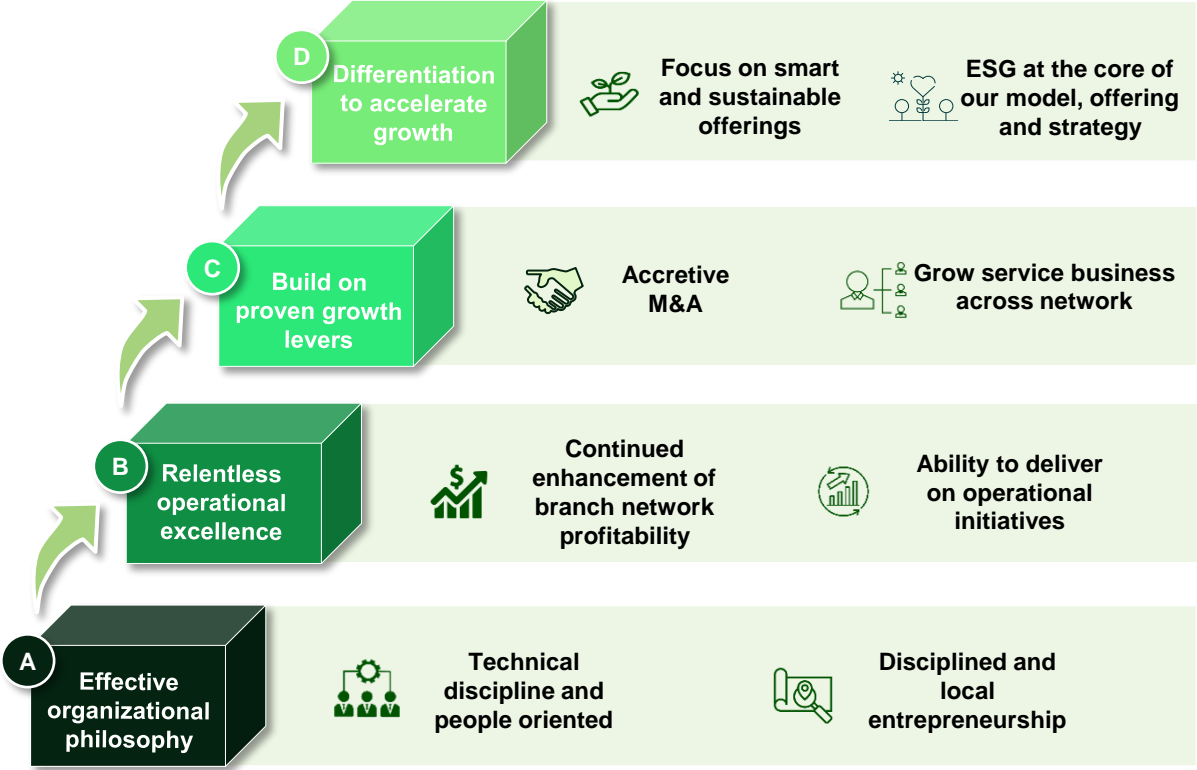 D
Differentiation
to accelerate
growth
Focus on smart
and sustainable
offerings
ESG at the core of
our model, offering
and strategy
C
Build on
proven growth
levers
Accretive
M&A
Grow service business
across network
B
Relentless
operational
excellence
$
Continued
enhancement of
branch network
profitability
Ability to deliver
on operational
initiatives
A
Effective
organizational
philosophy
Technical
discipline and
people oriented
Disciplined and
local
entrepreneurship